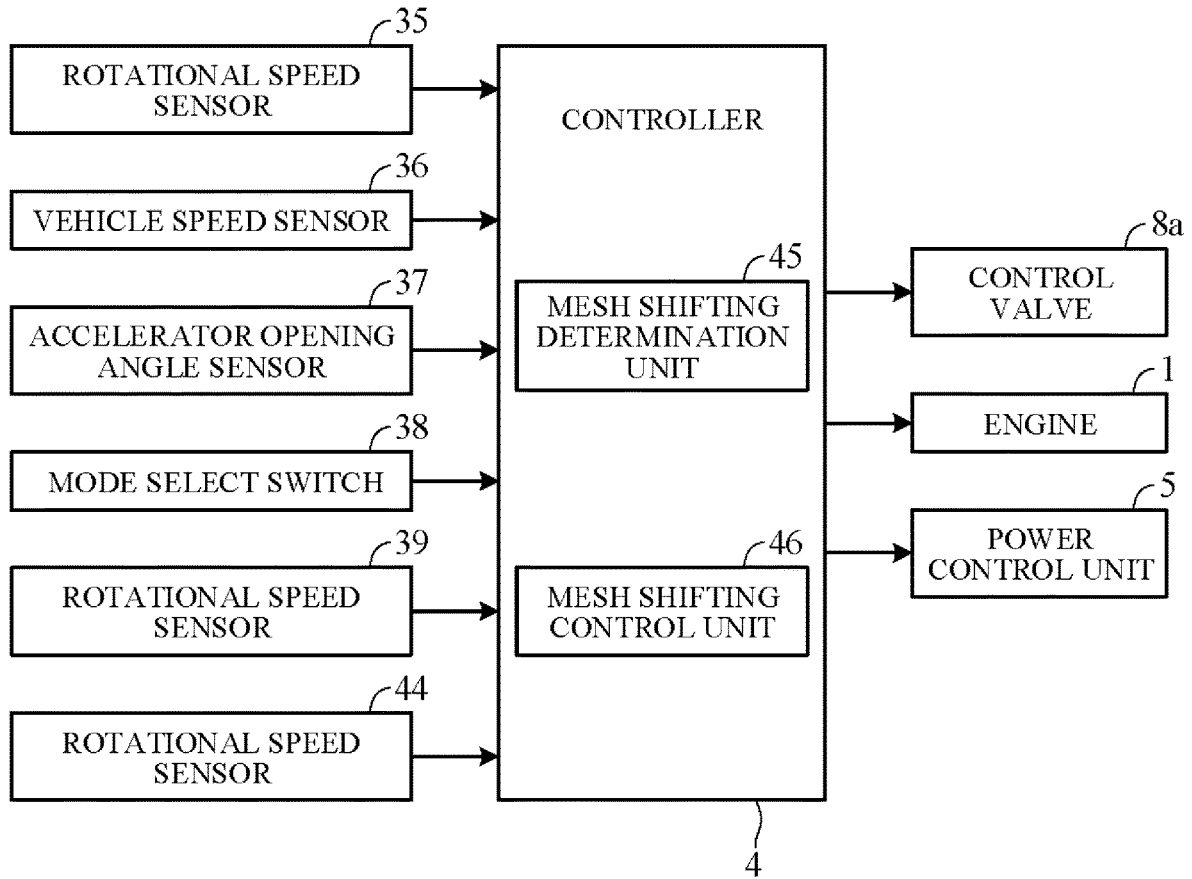 35
ROTATIONAL SPEED
SENSOR
36
VEHICLE SPEED SENSOR
37
ACCELERATOR OPENING
ANGLE SENSOR
38
MODE SELECT SWITCH
39
ROTATIONAL SPEED
SENSOR
44
ROTATIONAL SPEED
SENSOR
CONTROLLER
45
MESH SHIFTING
DETERMINATION
UNIT
46
MESH SHIFTING
CONTROL UNIT
4
8a
CONTROL
VALVE
1
ENGINE
5
POWER
CONTROL UNIT